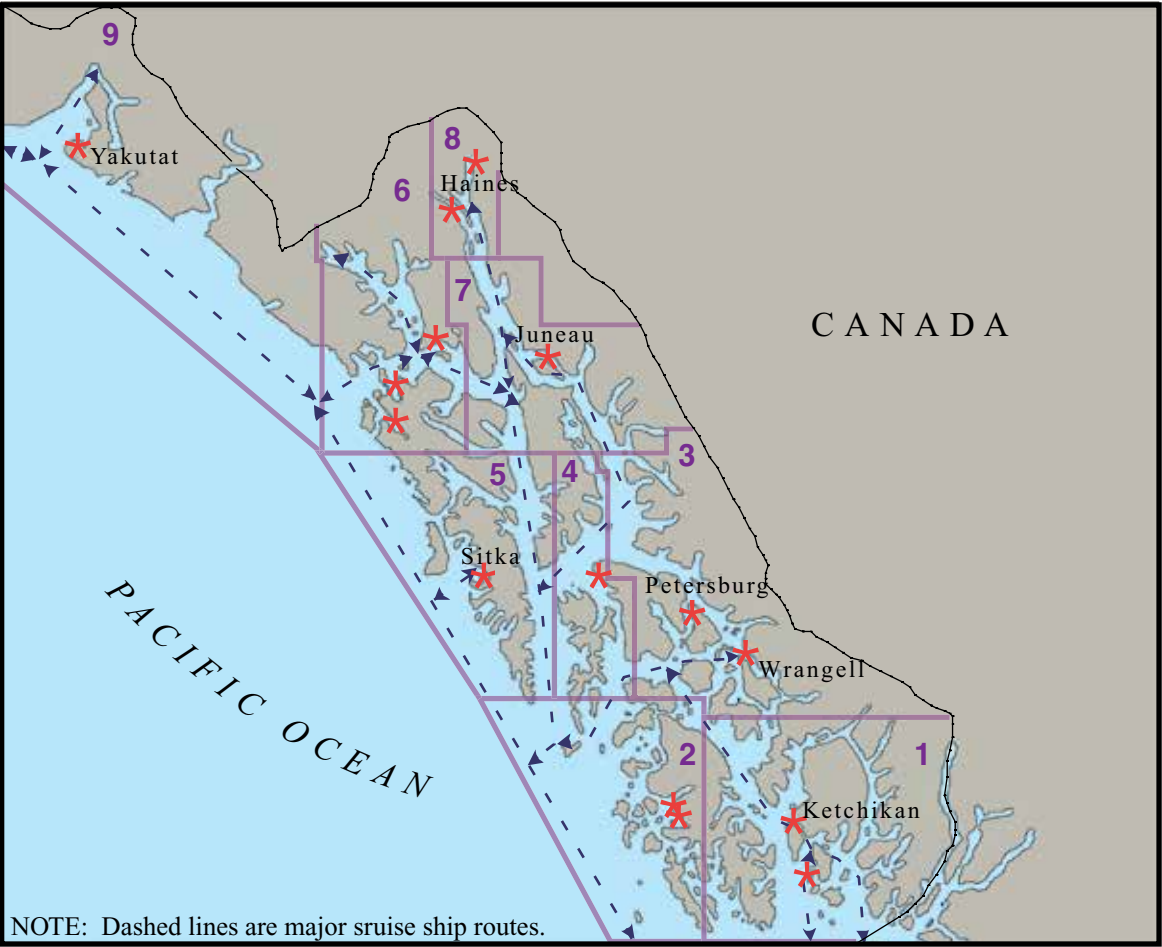 9
Yakutat
8
Haines
6
7
Juneau
CANADA
3
5
4
Sitka
Petersburg
Wrangell
PACIFIC OCEAN
2
1
Ketchikan
NOTE: Dashed lines are major sruise ship routes.